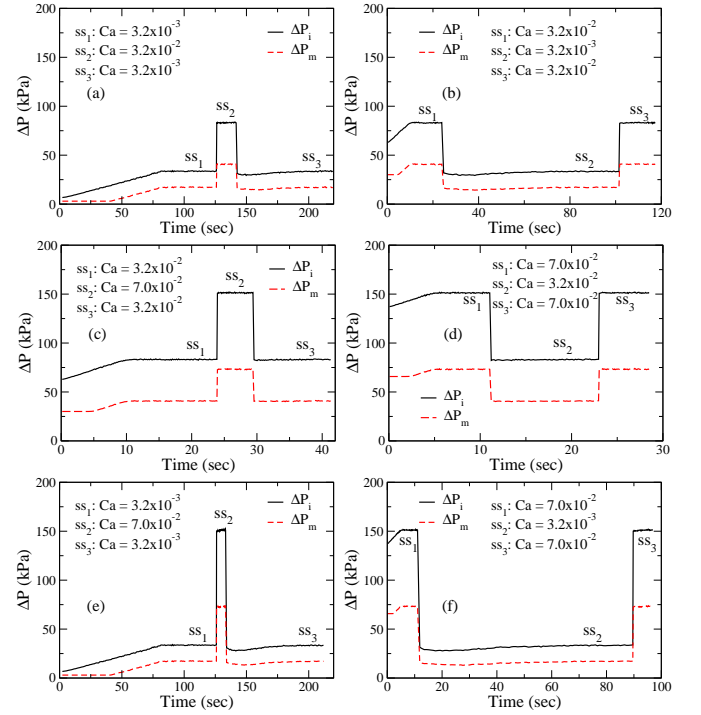 200
150
100
50
0
ΔP (kPa)
ss₁: Ca = 3.2x10⁻³
ss₂: Ca = 3.2x10⁻²
ss₃: Ca = 3.2x10⁻³
ΔPᵢ
ΔPₘ
(a)
ss₂
ss₁
ss₃
0 50 100 150 200
Time (sec)
200
150
100
50
0
ΔPᵢ
ΔPₘ
ss₁: Ca = 3.2x10⁻²
ss₂: Ca = 3.2x10⁻³
ss₃: Ca = 3.2x10⁻²
(b)
ss₁
ss₃
ss₂
0 20 40 60 80 100 120
Time (sec)
200
150
100
50
0
ΔP (kPa)
ss₁: Ca = 3.2x10⁻²
ss₂: Ca = 7.0x10⁻²
ss₃: Ca = 3.2x10⁻²
ΔPᵢ
ΔPₘ
ss₂
(c)
ss₁
ss₃
0 10 20 30 40
Time (sec)
200
150
100
50
0
ss₁: Ca = 7.0x10⁻²
ss₂: Ca = 3.2x10⁻²
ss₃: Ca = 7.0x10⁻²
ss₁
ss₃
(d)
ss₂
ΔPᵢ
ΔPₘ
0 10 20 30
Time (sec)
200
150
100
50
0
ΔP (kPa)
ss₁: Ca = 3.2x10⁻³
ss₂: Ca = 7.0x10⁻²
ss₃: Ca = 3.2x10⁻³
ΔPᵢ
ΔPₘ
ss₂
(e)
ss₁
ss₃
0 50 100 150 200
Time (sec)
200
150
100
50
0
ΔPᵢ
ΔPₘ
ss₁: Ca = 7.0x10⁻²
ss₂: Ca = 3.2x10⁻³
ss₃: Ca = 7.0x10⁻²
ss₁
ss₃
(f)
ss₂
0 20 40 60 80 100
Time (sec)